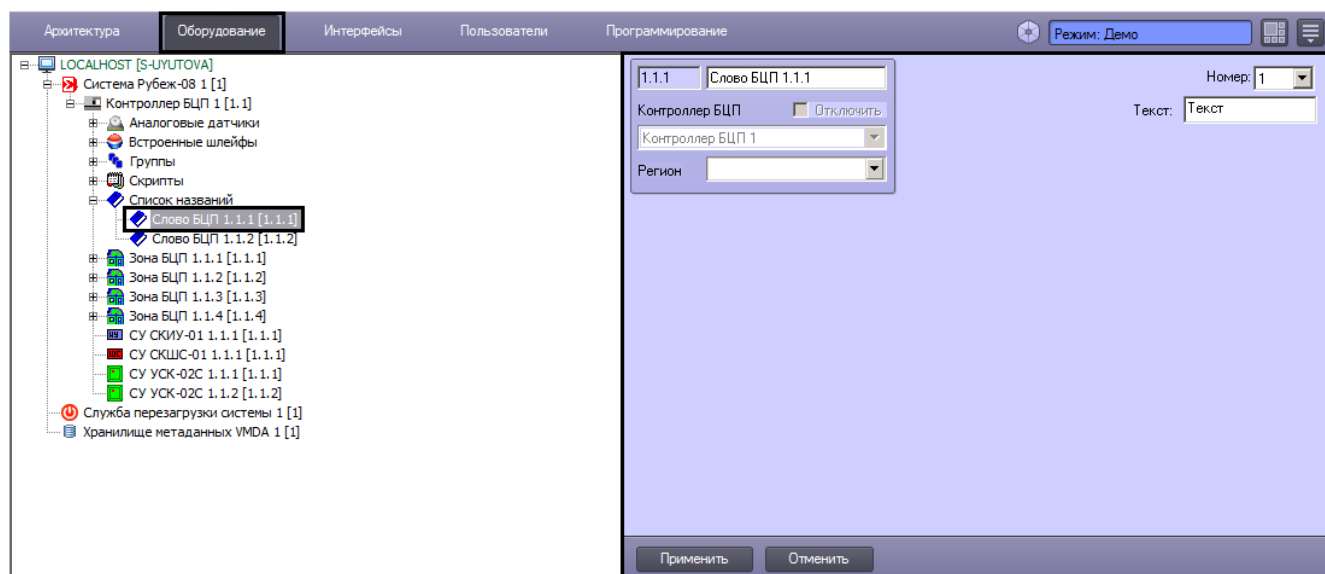 Архитектура Оборудование Интерфейсы Пользователи Программирование Режим: Демо
LOCALHOST [S-UYUTOVA]
Система Рубеж-08 1 [1]
Контроллер БЦП 1 [1.1]
Аналоговые датчики
Встроенные шлейфы
Группы
Скрипты
Список названий
Слово БЦП 1.1.1 [1.1.1]
Слово БЦП 1.1.2 [1.1.2]
Зона БЦП 1.1.1 [1.1.1]
Зона БЦП 1.1.2 [1.1.2]
Зона БЦП 1.1.3 [1.1.3]
Зона БЦП 1.1.4 [1.1.4]
СУ СКИУ-01 1.1.1 [1.1.1]
СУ СКШС-01 1.1.1 [1.1.1]
СУ УСК-02С 1.1.1 [1.1.1]
СУ УСК-02С 1.1.2 [1.1.2]
Служба перезагрузки системы 1 [1]
Хранилище метаданных VMDA 1 [1]
1.1.1 Слово БЦП 1.1.1
Контроллер БЦП Отключить
Контроллер БЦП 1
Регион
Номер: 1
Текст: Текст
Применить Отменить